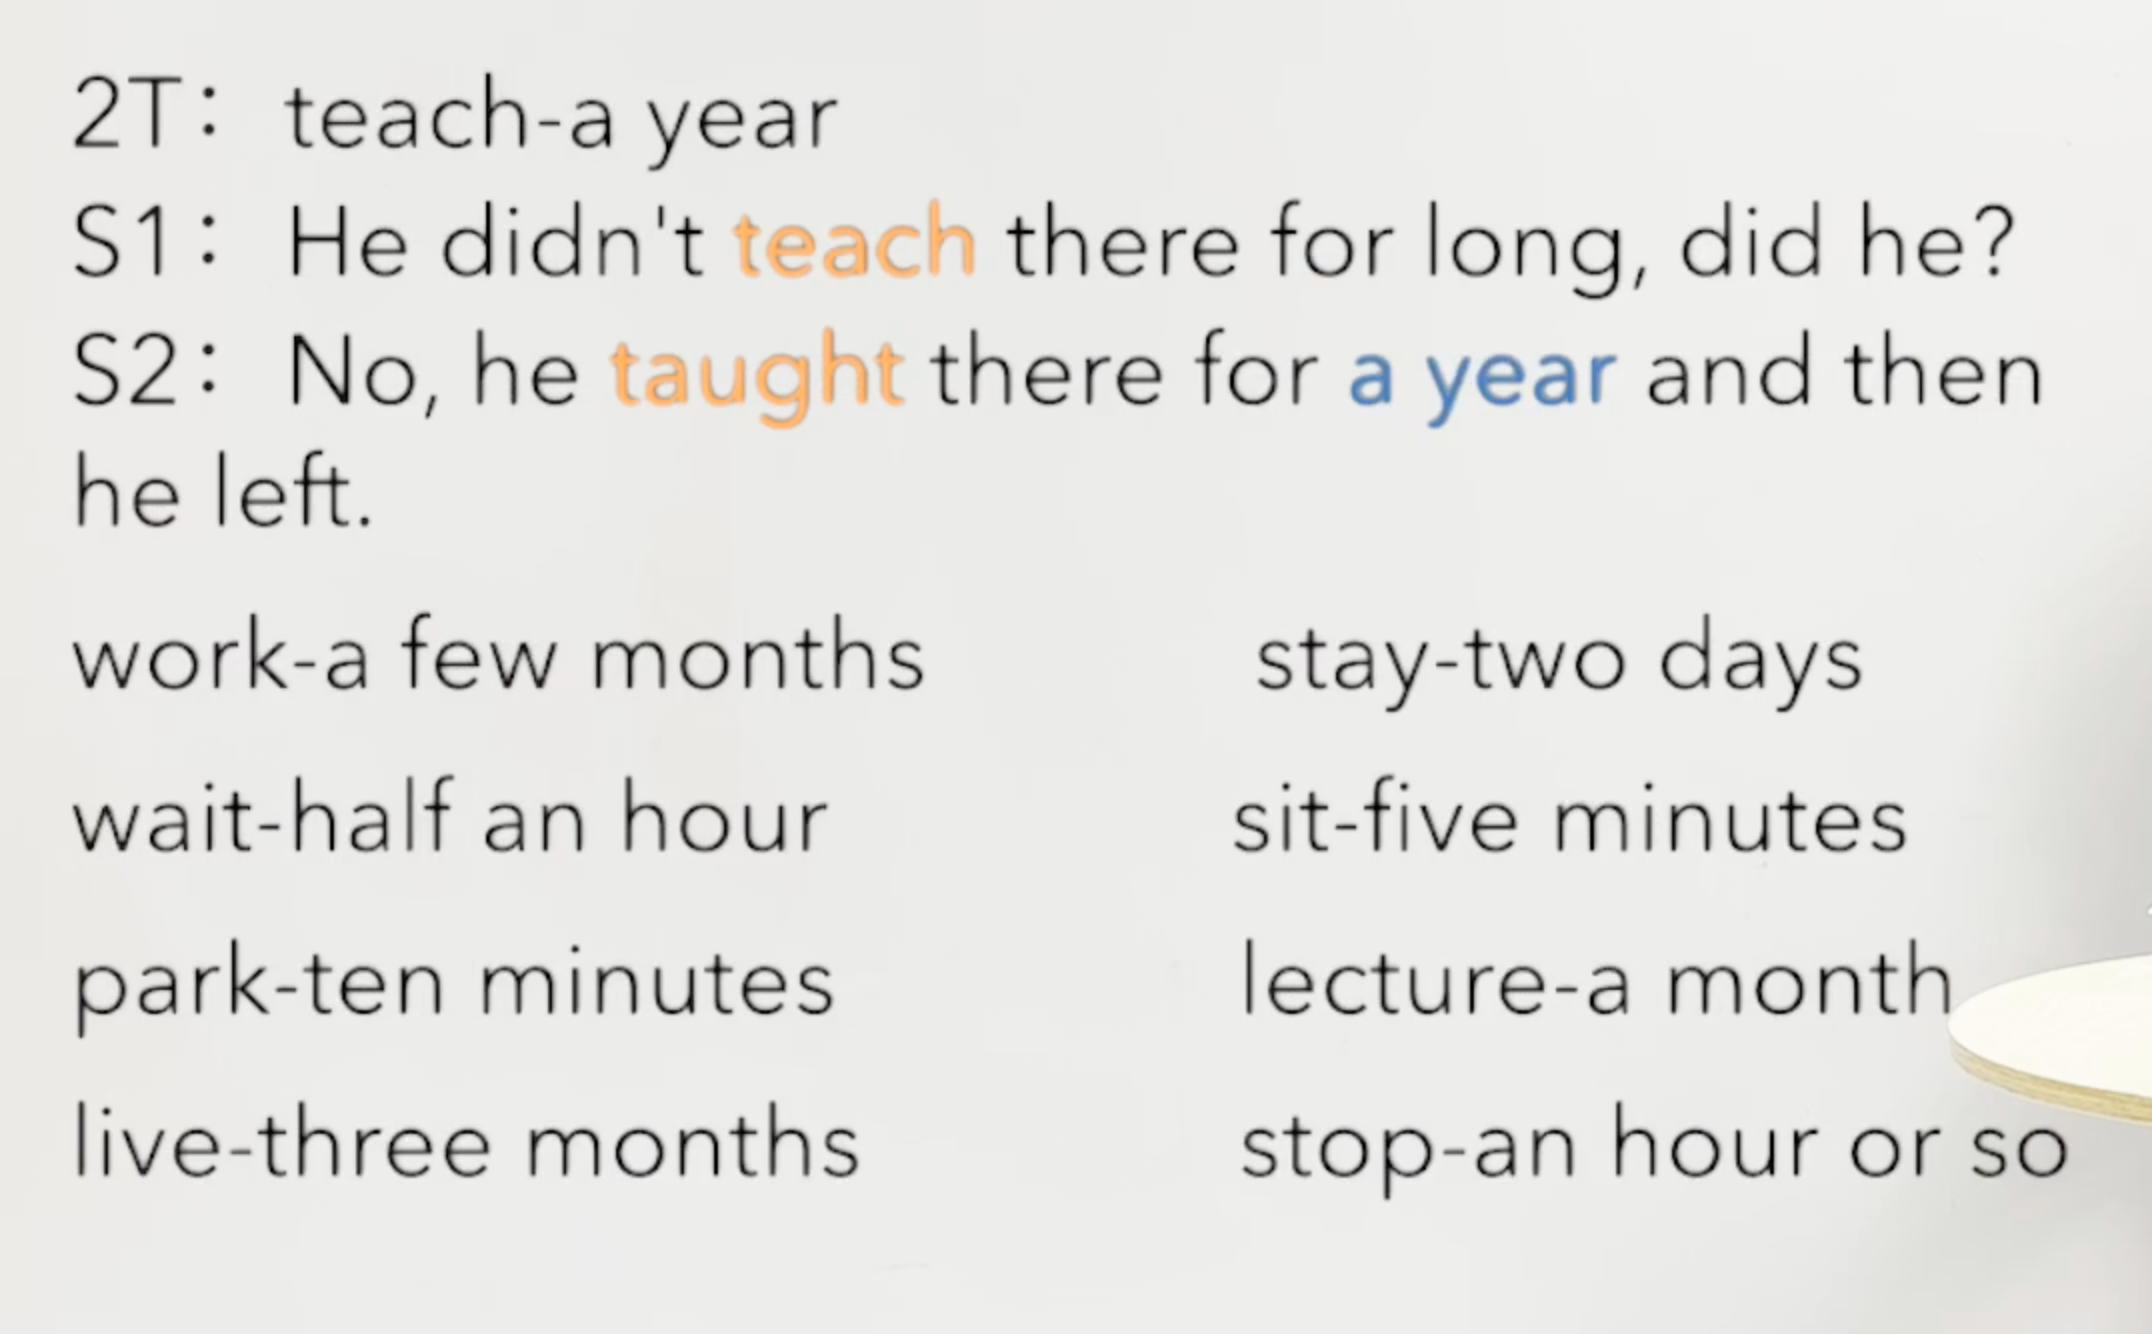 2T: teach-a year
S1: He didn't teach there for long, did he?
S2: No, he taught there for a year and then
he left.
work-a few months stay-two days
wait-half an hour sit-five minutes
park-ten minutes lecture-a month
live-three months stop-an hour or so